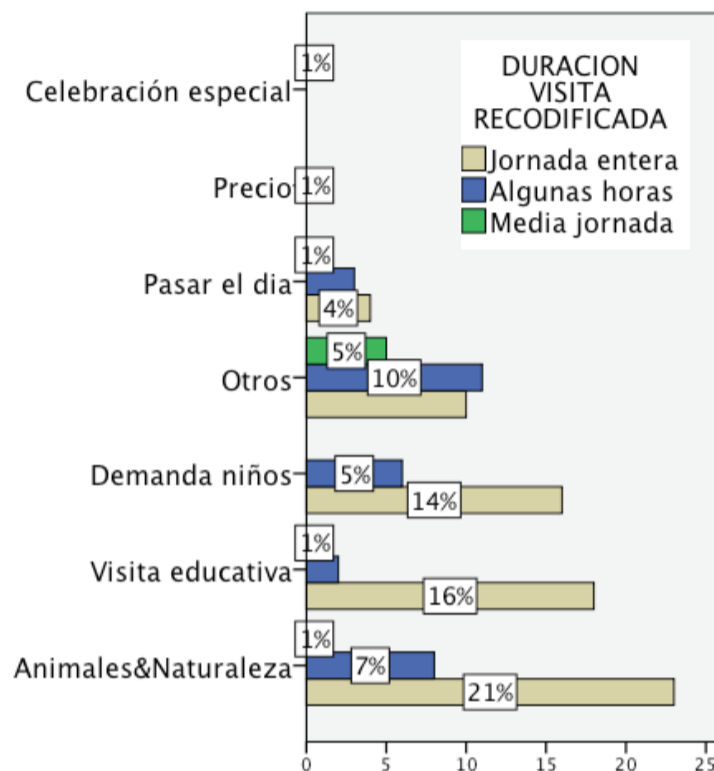 1%
Celebración especial
DURACION
VISITA
RECODIFICADA
Jornada entera
Algunas horas
Media jornada
Precio
1%
1%
Pasar el dia
4%
5%
Otros
10%
Demanda niños
5%
14%
1%
Visita educativa
16%
1%
Animales&Naturaleza
7%
21%
0 5 10 15 20 25